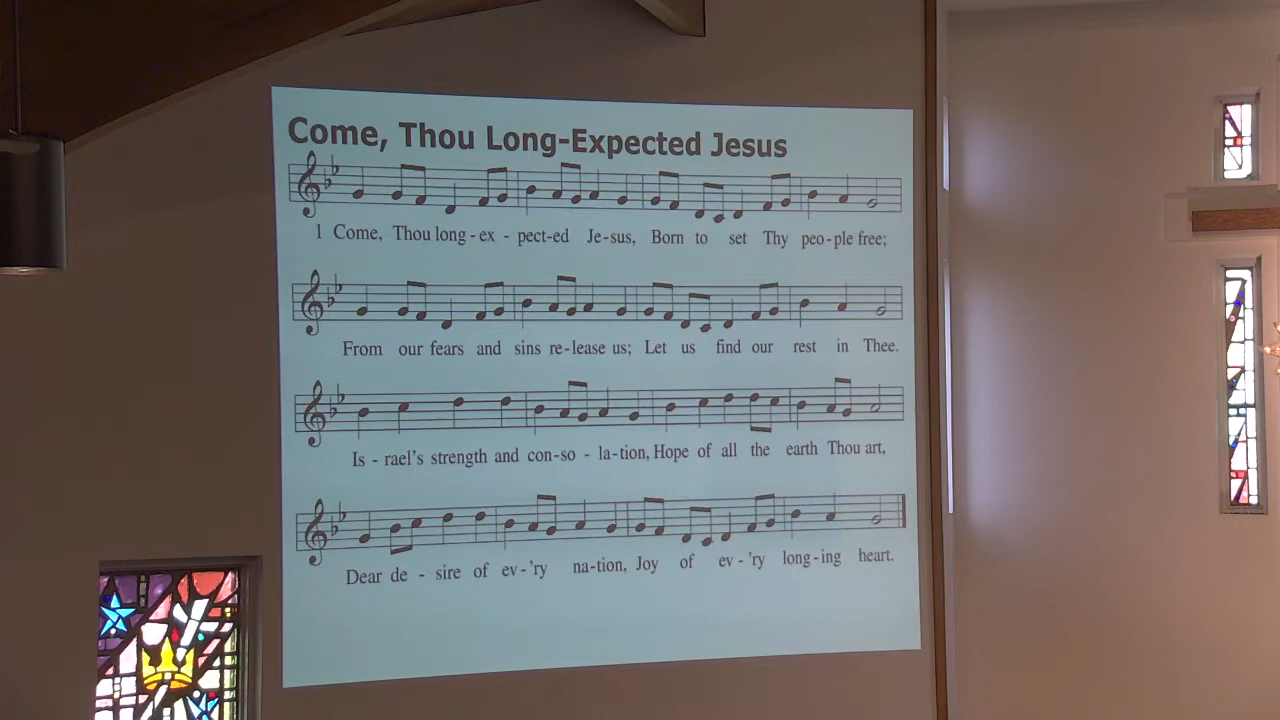 Come, Thou Long-Expected Jesus
1 Come, Thou long - ex - pect-ed Je-sus, Born to set Thy peo-ple free;
From our fears and sins re-lease us; Let us find our rest in Thee.
Is - rael's strength and con-so - la-tion, Hope of all the earth Thou art,
Dear de - sire of ev-'ry na-tion, Joy of ev-'ry long-ing heart.